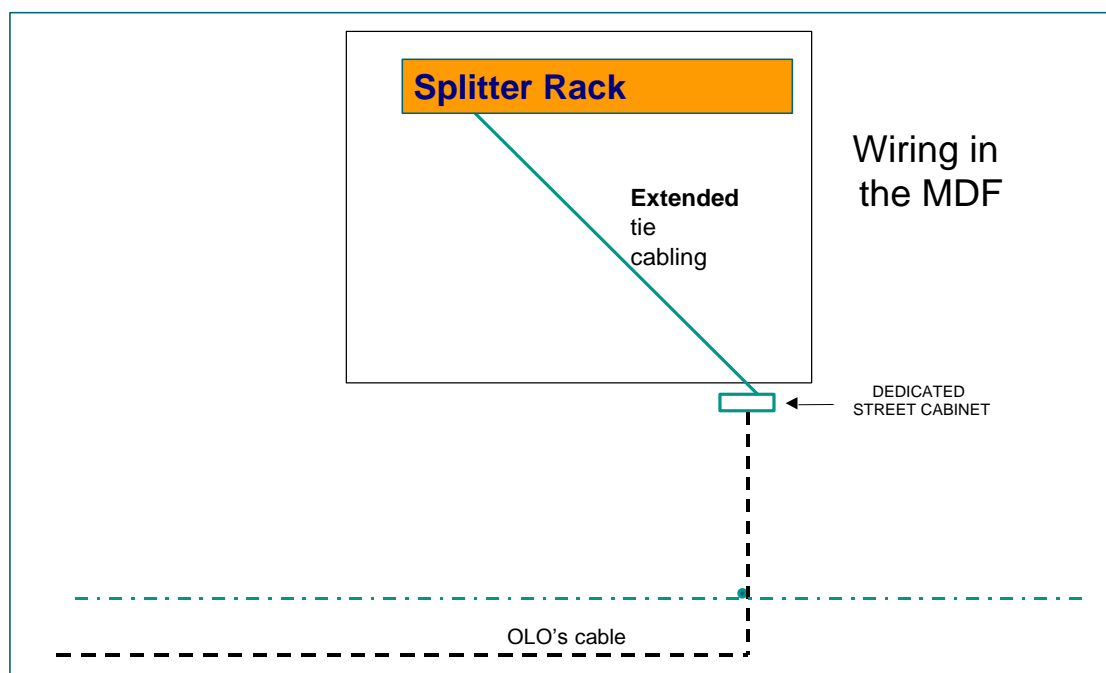 Splitter Rack
Wiring in
the MDF
Extended
tie
cabling
DEDICATED
STREET CABINET
OLO's cable